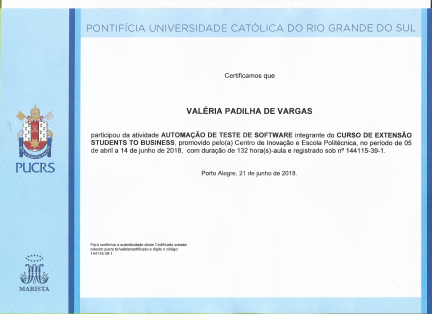 PONTIFÍCIA UNIVERSIDADE CATÓLICA DO RIO GRANDE DO SUL
Certificamos que
VALÉRIA PADILHA DE VARGAS
participou da atividade AUTOMAÇÃO DE TESTE DE SOFTWARE integrante do CURSO DE EXTENSÃO
STUDENTS TO BUSINESS, promovido pelo(a) Centro de Inovação e Escola Politécnica, no período de 05
de abril a 14 de junho de 2018, com duração de 132 hora(s)-aula e registrado sob nº 144115-39-1.
Porto Alegre, 21 de junho de 2018.
PUCRS
MARISTA
Para confirmar a autenticidade deste Certificado acesse
educon.pucrs.br/validarcertificado e digite o código:
144115-39-1